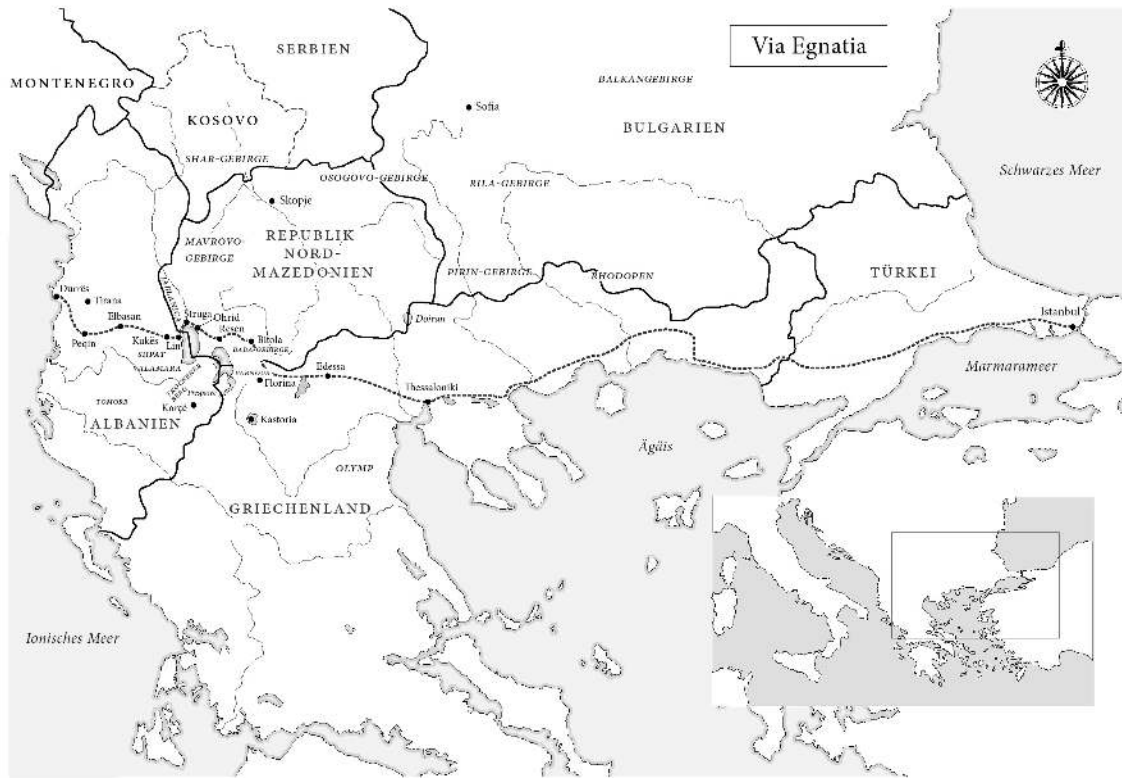 Via Egnatia
SERBIEN
MONTENEGRO
BALKANGEBIRGE
Sofia
KOSOVO
BULGARIEN
SHAR-GEBIRGE
OSOGOVO-GEBIRGE
RILA-GEBIRGE
Schwarzes Meer
Skopje
MAVROVO-
GEBIRGE
REPUBLIK
NORD-
MAZEDONIEN
PIRIN-GEBIRGE
RHODOPEN
TÜRKEI
Durrës
Tirana
Elbasan
Peqin
Kukës
Lin
Struga
Ohrid
Resen
Bitola
Doiran
Istanbul
SHPAT
Edessa
Florina
Thessaloniki
Marmarameer
TOMORR
Korçë
ALBANIEN
Kastoria
Ägäis
OLYMP
GRIECHENLAND
Ionisches Meer